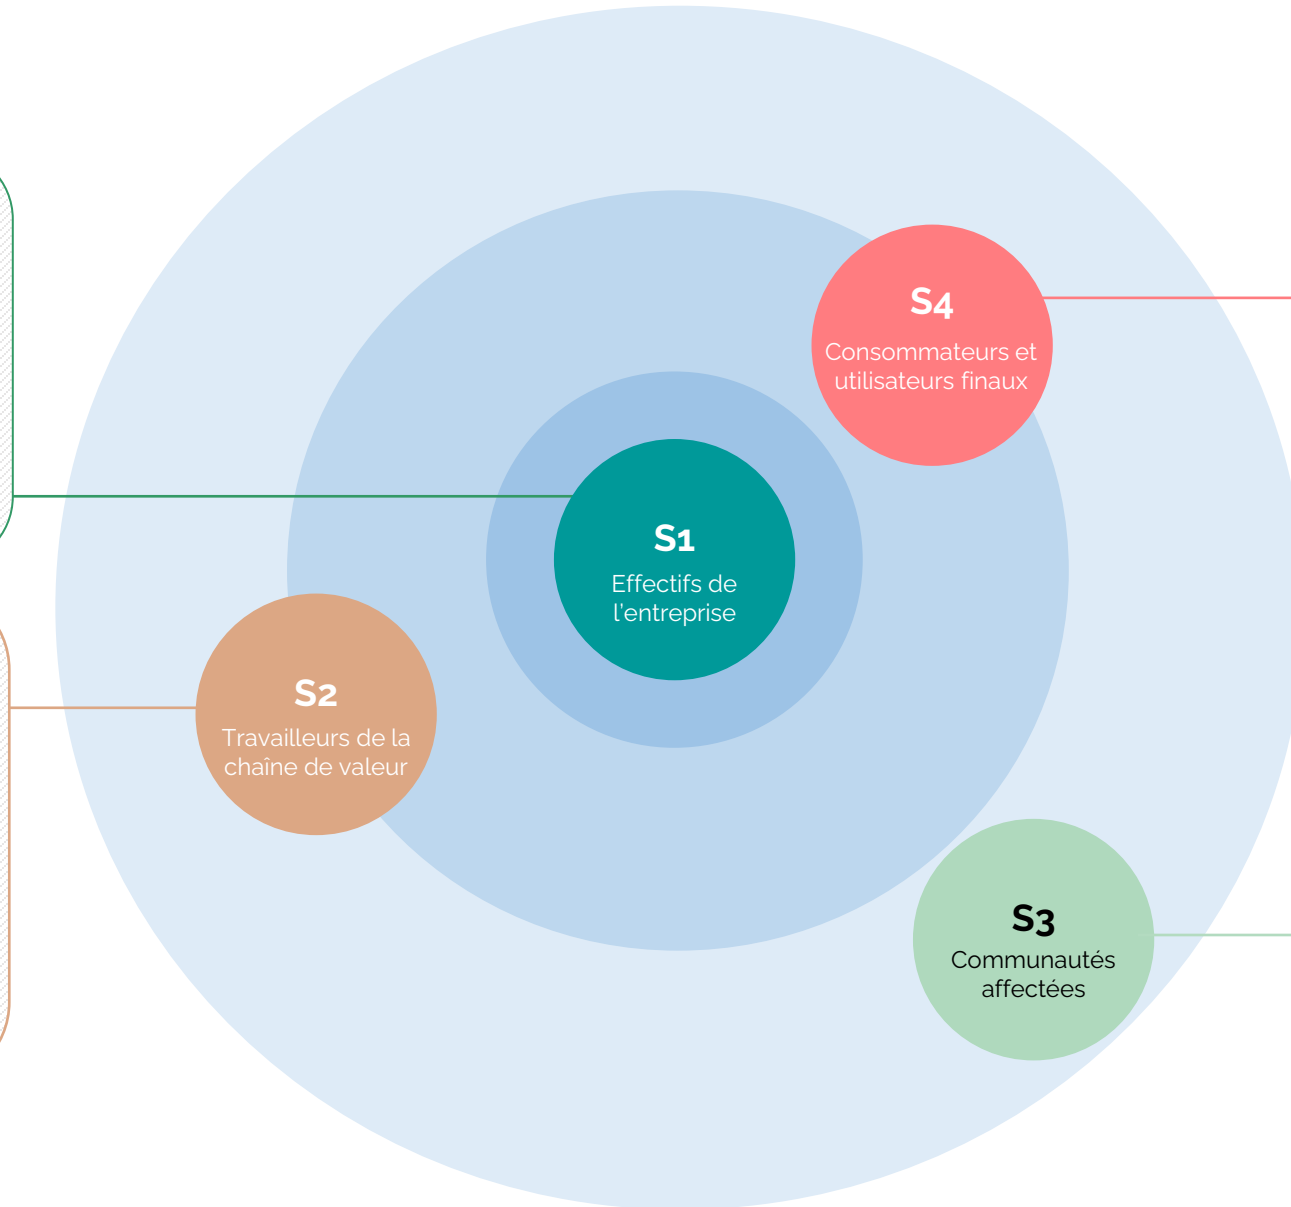 S4
Consommateurs et
utilisateurs finaux
S1
Effectifs de
l'entreprise
S2
Travailleurs de la
chaîne de valeur
S3
Communautés
affectées